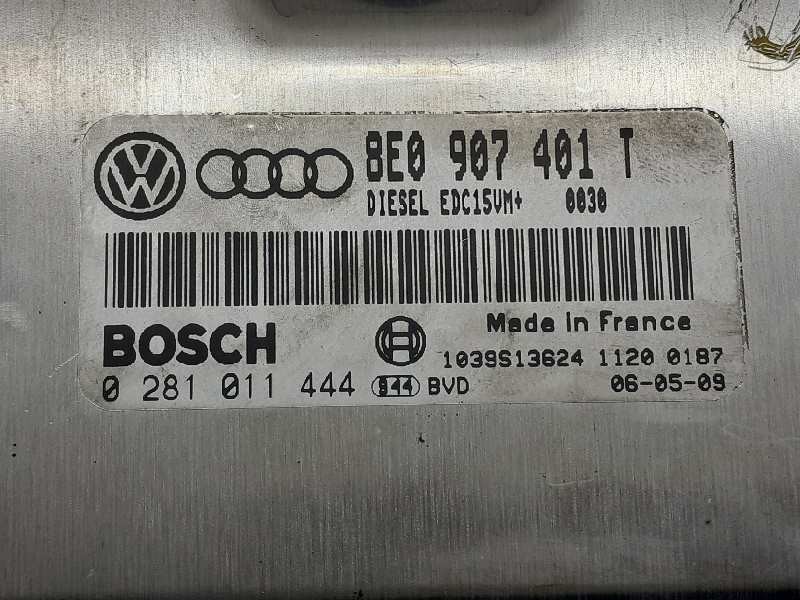 8E0 907 401 T
DIESEL EDC15VM+ 0030
BOSCH
Made in France
1039S13624 1120 0187
0 281 011 444 844 BVD 06-05-09